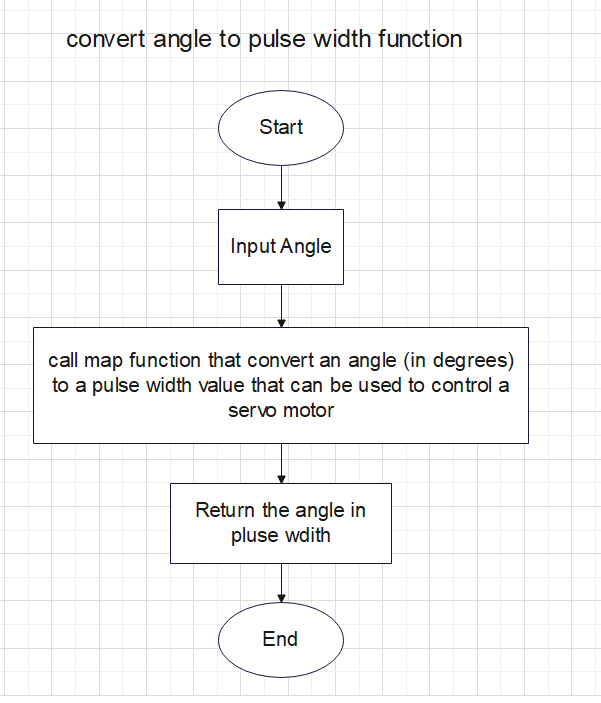 convert angle to pulse width function
Start
Input Angle
call map function that convert an angle (in degrees)
to a pulse width value that can be used to control a
servo motor
Return the angle in
pluse wdith
End